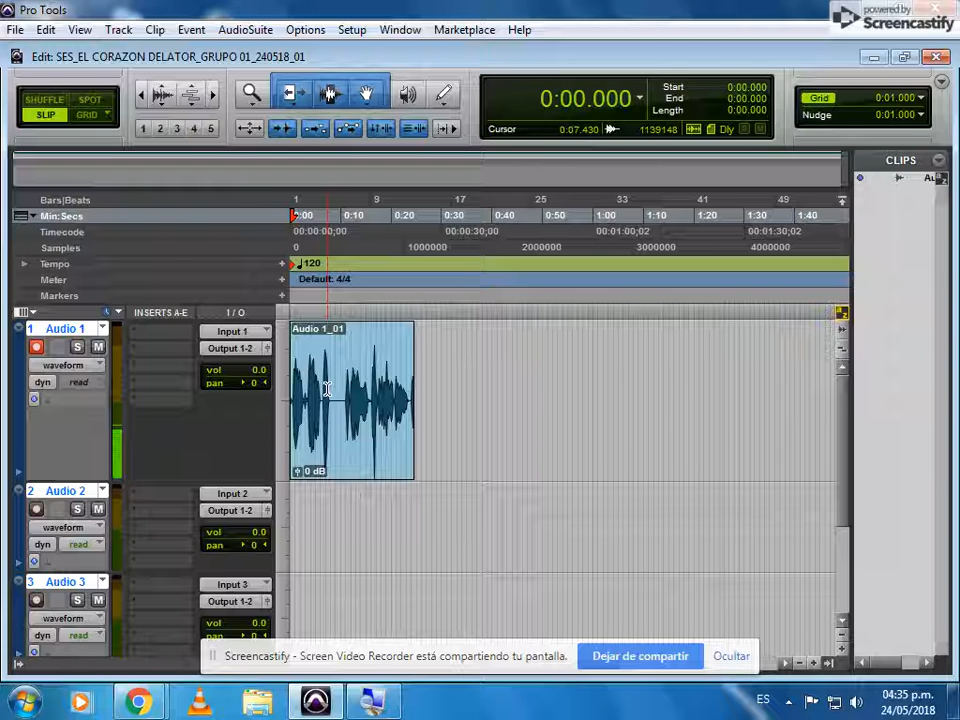 Pro Tools
powered by
Screencastify
File Edit View Track Clip Event AudioSuite Options Setup Window Marketplace Help
Edit: SES_EL CORAZON DELATOR_GRUPO 01_240518_01
SHUFFLE SPOT
SLIP GRID
1 2 3 4 5
0:00.000
Start 0:00.000
End 0:00.000
Length 0:00.000
Cursor 0:07.430 1139148 Dly
Grid 0:01.000
Nudge 0:01.000
CLIPS
Bars|Beats 1 9 17 25 33 41 49
Min:Secs 0:00 0:10 0:20 0:30 0:40 0:50 1:00 1:10 1:20 1:30 1:40
Timecode 00:00:00;00 00:00:30;00 00:01:00;02 00:01:30;02
Samples 0 1000000 2000000 3000000 4000000
Tempo + 120
Meter + Default: 4/4
Markers +
INSERTS A-E I / O
1 Audio 1
S M
waveform
dyn read
Input 1
Output 1-2
vol 0.0
pan 0
Audio 1_01
0 dB
2 Audio 2
S M
waveform
dyn read
Input 2
Output 1-2
vol 0.0
pan 0
3 Audio 3
S M
waveform
dyn read
Input 3
Output 1-2
vol 0.0
pan
Screencastify - Screen Video Recorder está compartiendo tu pantalla. Dejar de compartir Ocultar
ES
04:35 p.m.
24/05/2018